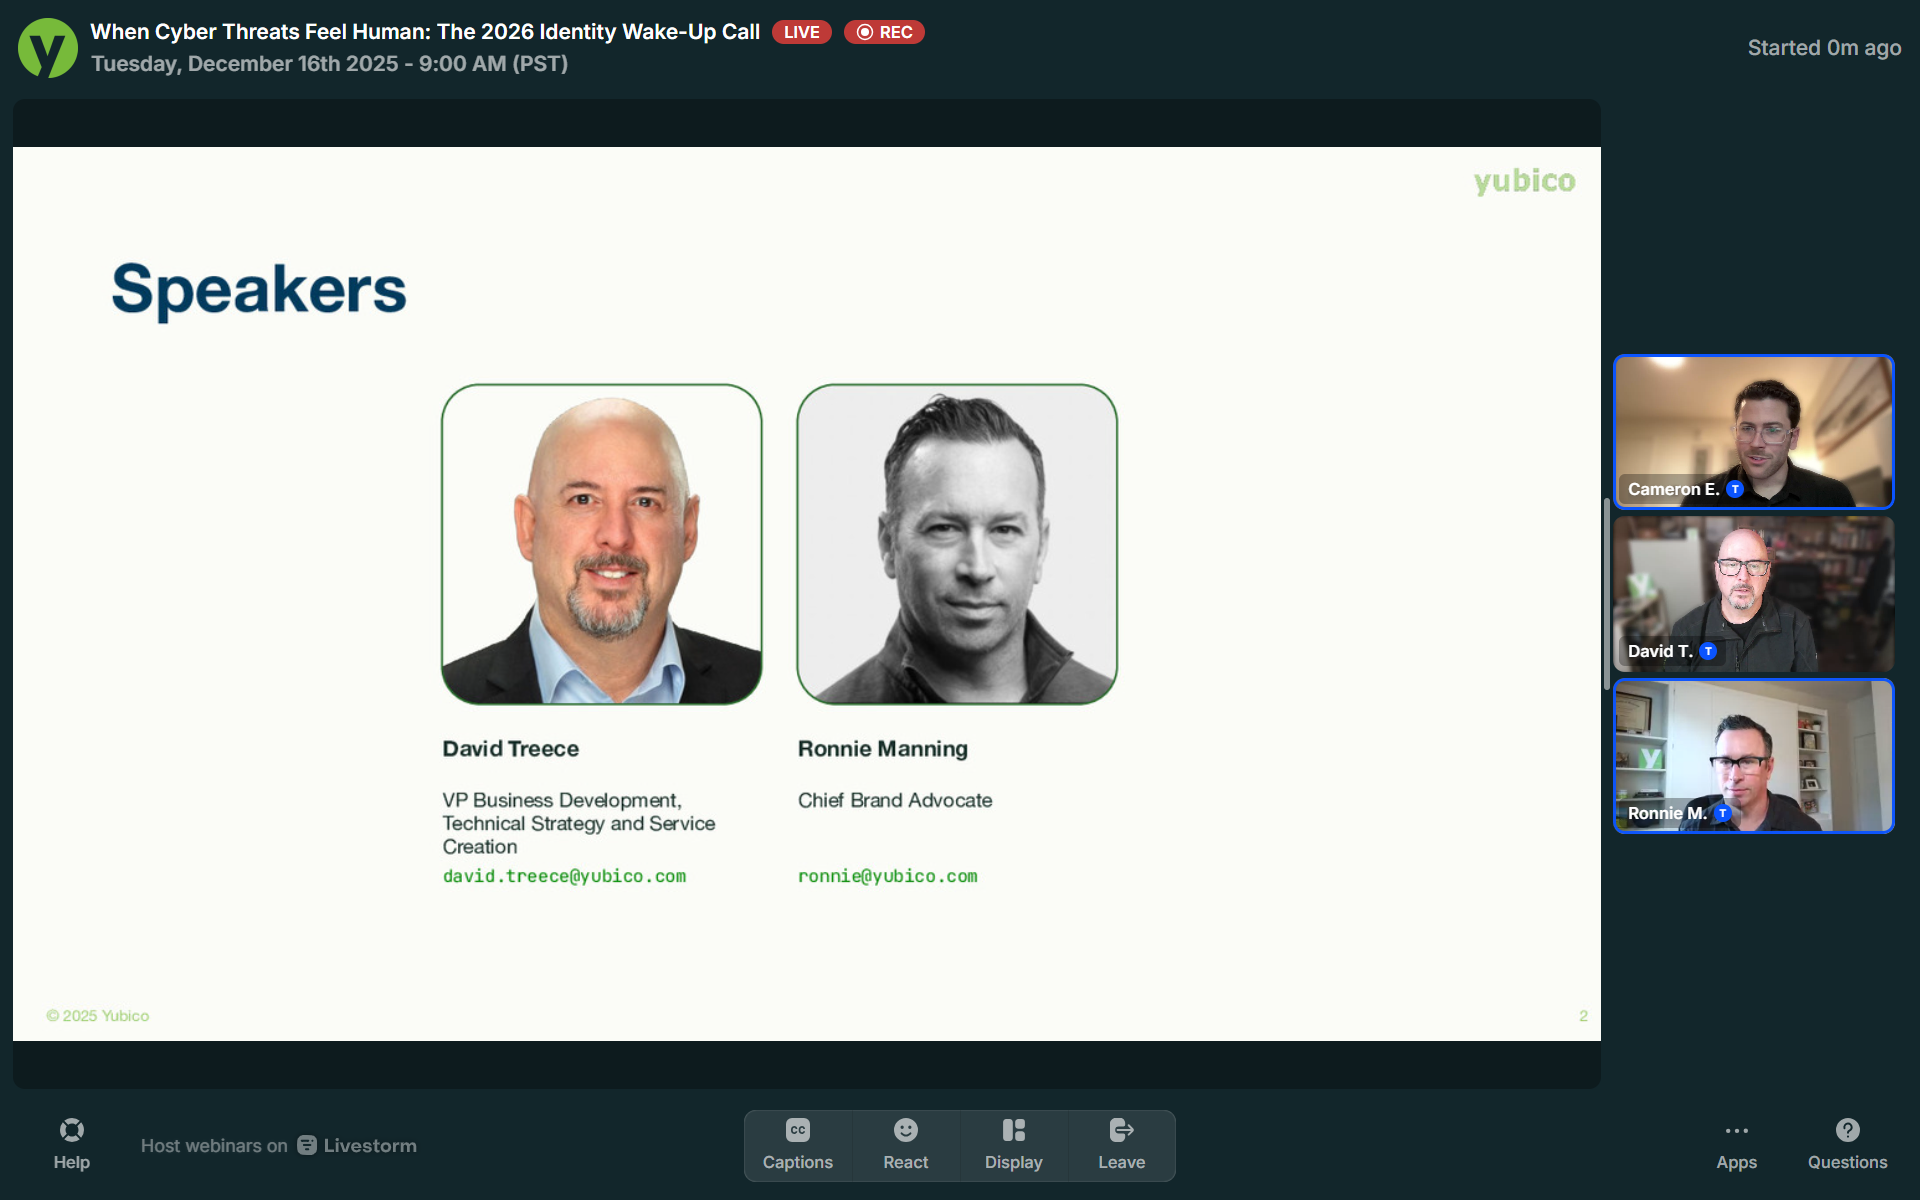 When Cyber Threats Feel Human: The 2026 Identity Wake-Up Call LIVE REC
Tuesday, December 16th 2025 - 9:00 AM (PST)
Started 0m ago
yubico
Speakers
David Treece
VP Business Development,
Technical Strategy and Service
Creation
david.treece@yubico.com
Ronnie Manning
Chief Brand Advocate
ronnie@yubico.com
© 2025 Yubico
2
Cameron E. T
David T. T
Ronnie M. T
Help
Host webinars on Livestorm
CC
Captions
React
Display
Leave
Apps
?
Questions